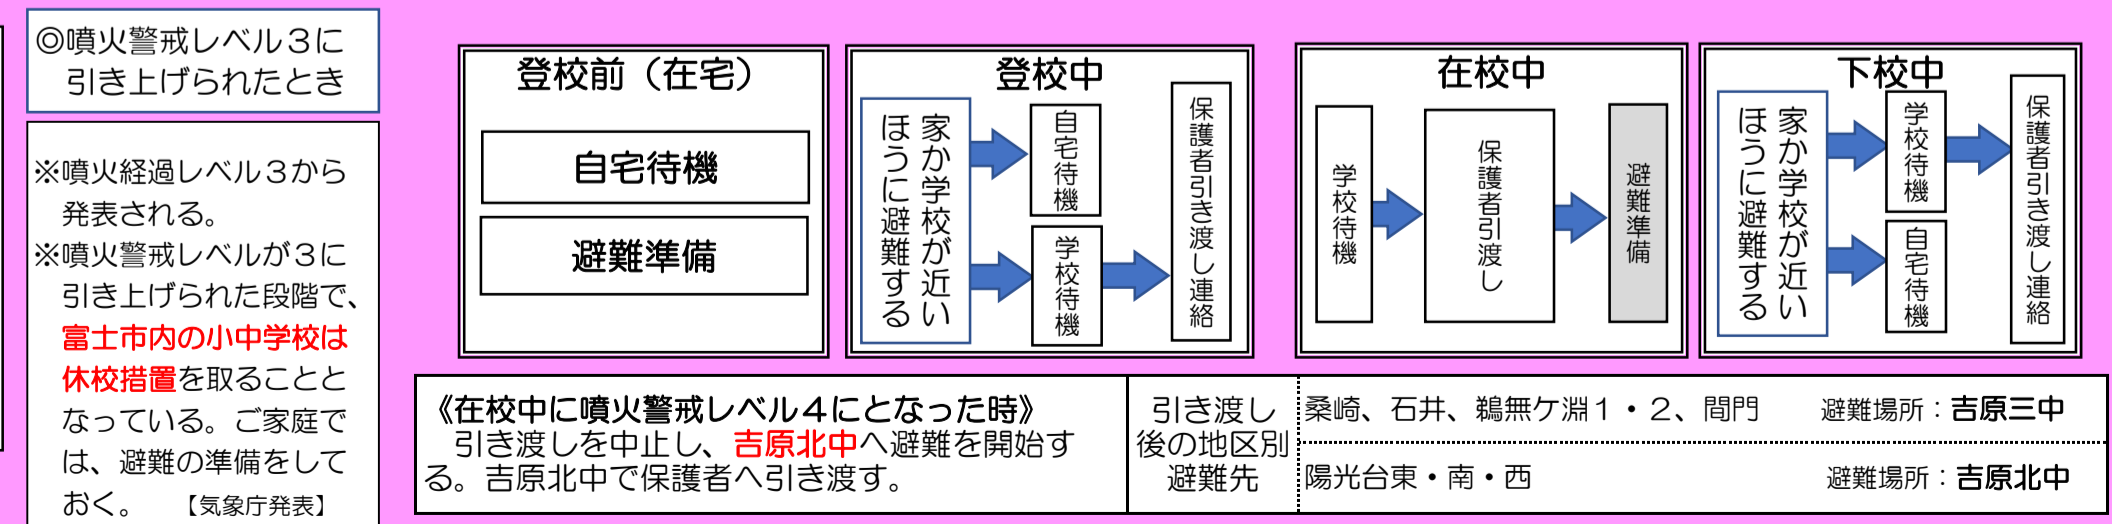 ◎噴火警戒レベル３に
引き上げられたとき
※噴火経過レベル３から
発表される。
※噴火警戒レベルが３に
引き上げられた段階で、
富士市内の小中学校は
休校措置を取ることと
なっている。ご家庭で
は、避難の準備をして
おく。　【気象庁発表】
登校前（在宅）
自宅待機
避難準備
登校中
家か学校が近い
ほうに避難する
自宅待機
学校待機
保護者引き渡し連絡
在校中
学校待機
保護者引渡し
避難準備
下校中
家か学校が近い
ほうに避難する
学校待機
自宅待機
保護者引き渡し連絡
《在校中に噴火警戒レベル４にとなった時》
引き渡しを中止し、吉原北中へ避難を開始す
る。吉原北中で保護者へ引き渡す。
引き渡し
後の地区別
避難先
桑崎、石井、鵜無ケ淵１・２、間門　避難場所：吉原三中
陽光台東・南・西　避難場所：吉原北中